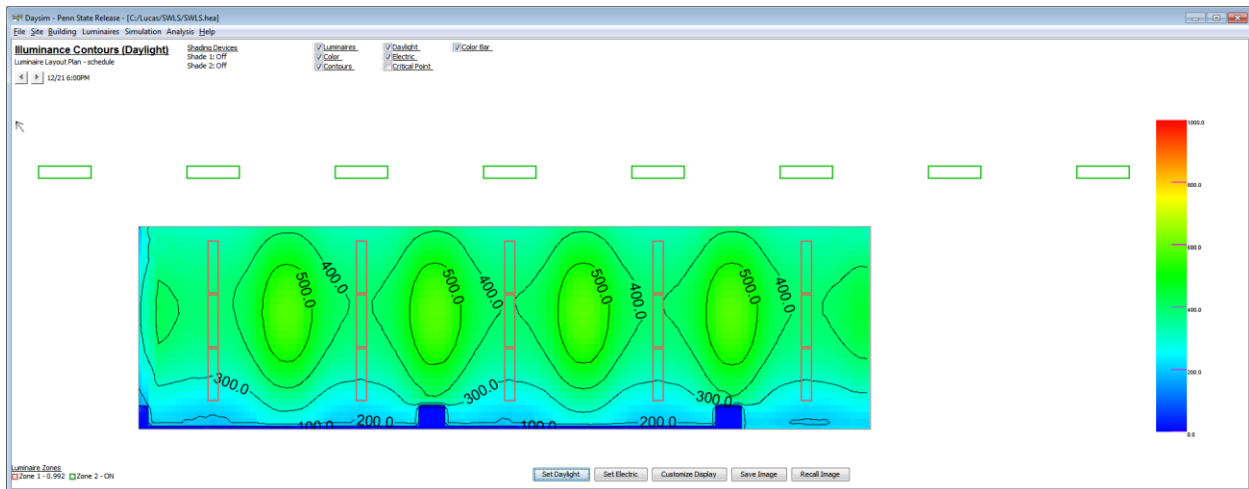 Daysim - Penn State Release - [C:/Lucas/SWLS/SWLS.hea]
File Site Building Luminaires Simulation Analysis Help
Illuminance Contours (Daylight)
Luminaire Layout Plan - schedule
12/21 6:00PM
Shading Devices
Shade 1: Off
Shade 2: Off
Luminaires
Color
Contours
Daylight
Electric
Critical Point
Color Bar
1000.0
800.0
600.0
400.0
200.0
0.0
500.0
400.0
500.0
400.0
500.0
400.0
500.0
400.0
300.0
300.0
300.0
100.0
200.0
100.0
200.0
Luminaire Zones
Zone 1 - 0.992 Zone 2 - ON
Set Daylight Set Electric Customize Display Save Image Recall Image